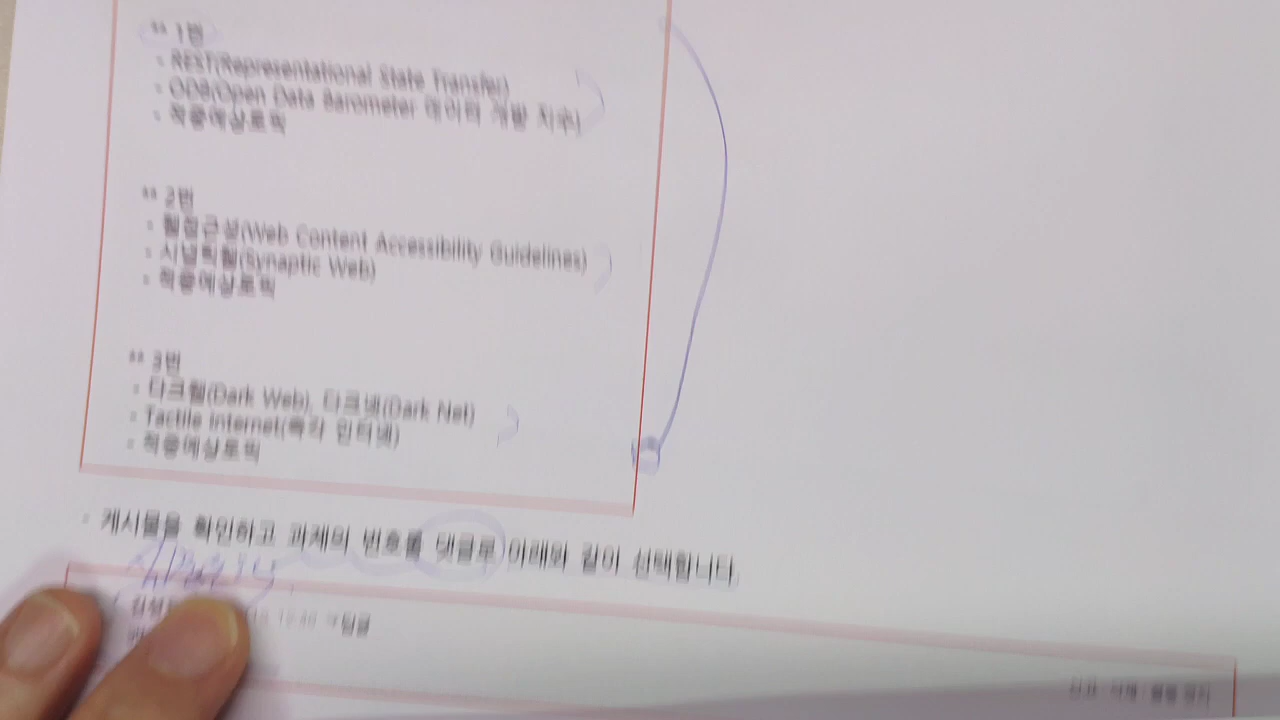 ** 1번
- REST(Representational State Transfer)
- ODB(Open Data Barometer 데이터 개방 지수)
- 적중예상토픽
** 2번
- 웹접근성(Web Content Accessibility Guidelines)
- 시냅틱웹(Synaptic Web)
- 적중예상토픽
** 3번
- 다크웹(Dark Web), 다크넷(Dark Net)
- Tactile Internet(촉각 인터넷)
- 적중예상토픽
- 게시물을 확인하고 과제의 번호를 댓글로 아래와 같이 선택합니다.
답글